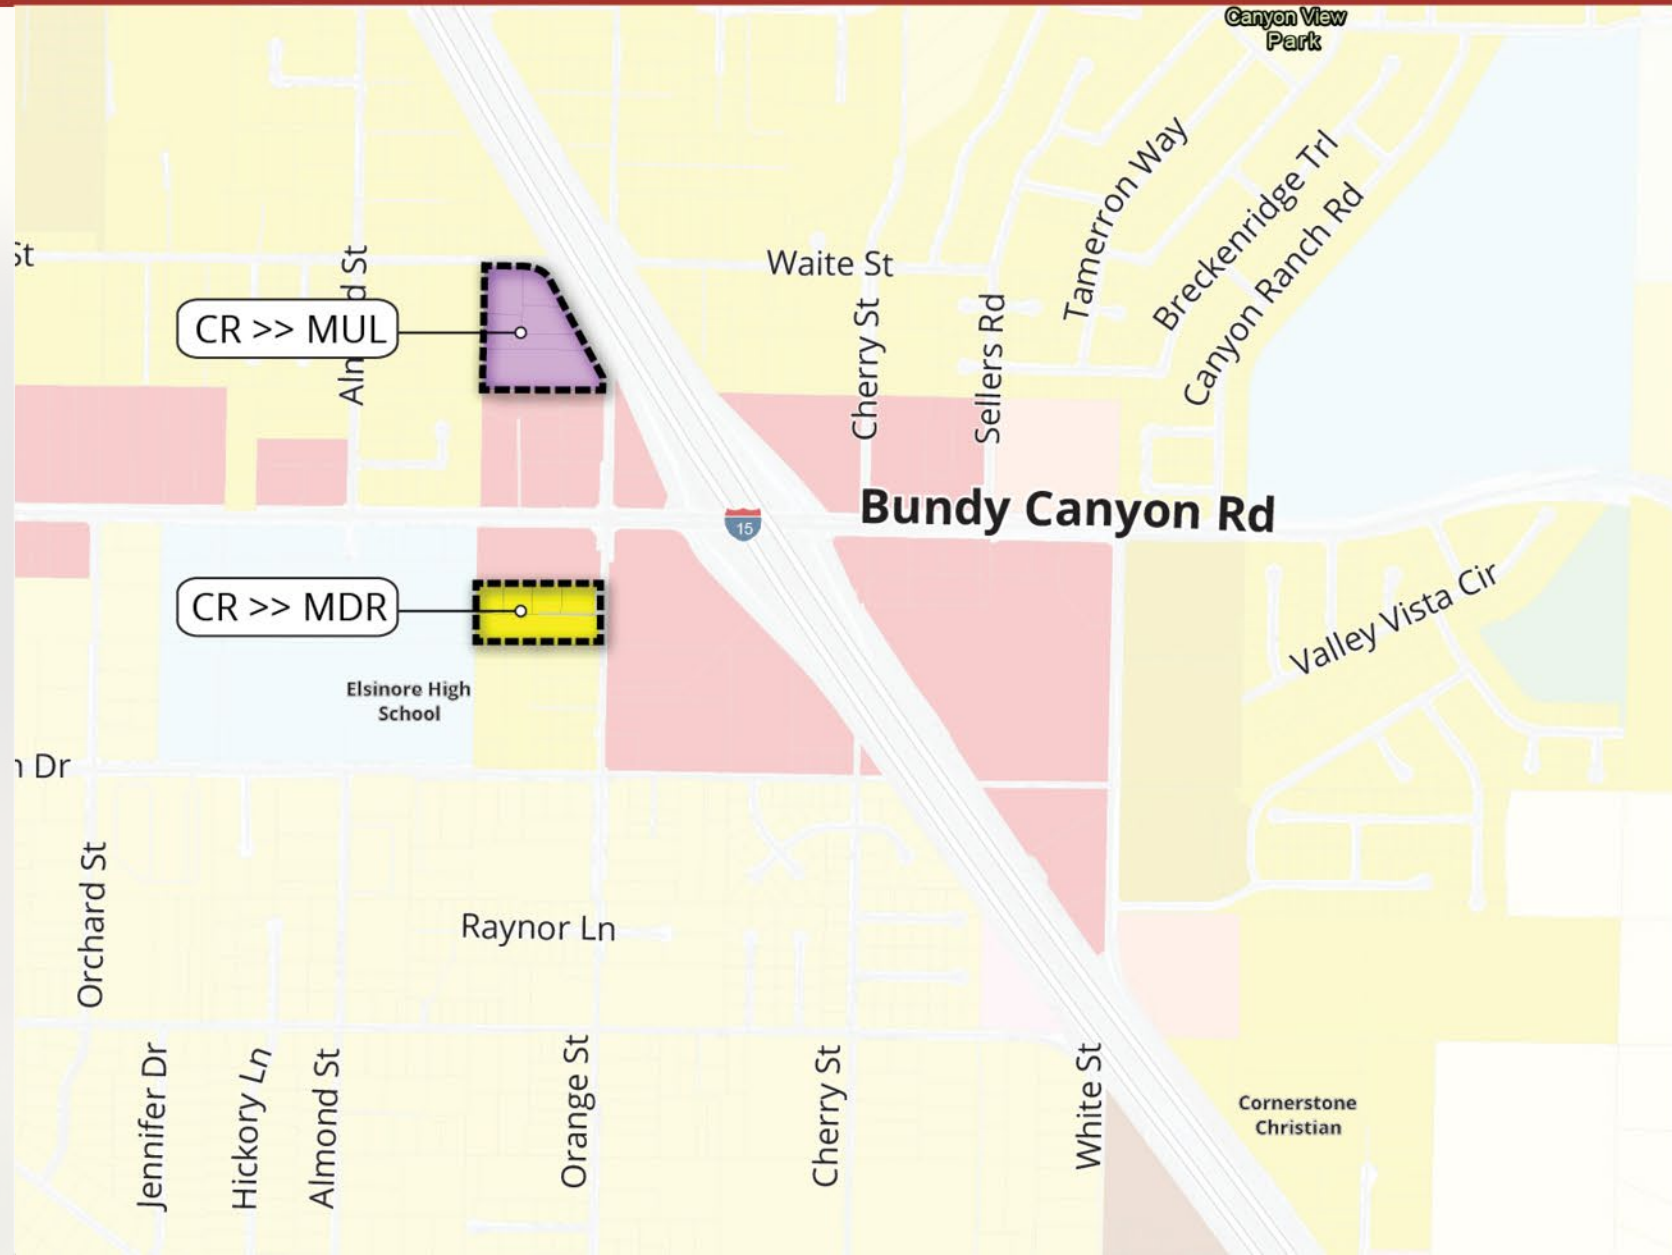 Canyon View
Park
Tamerron Way
Breckenridge Trl
Canyon Ranch Rd
St
Waite St
CR >> MUL
Cherry St
Sellers Rd
Bundy Canyon Rd
15
CR >> MDR
Valley Vista Cir
Elsinore High
School
Dr
Orchard St
Raynor Ln
Jennifer Dr
Hickory Ln
Almond St
Orange St
Cherry St
White St
Cornerstone
Christian